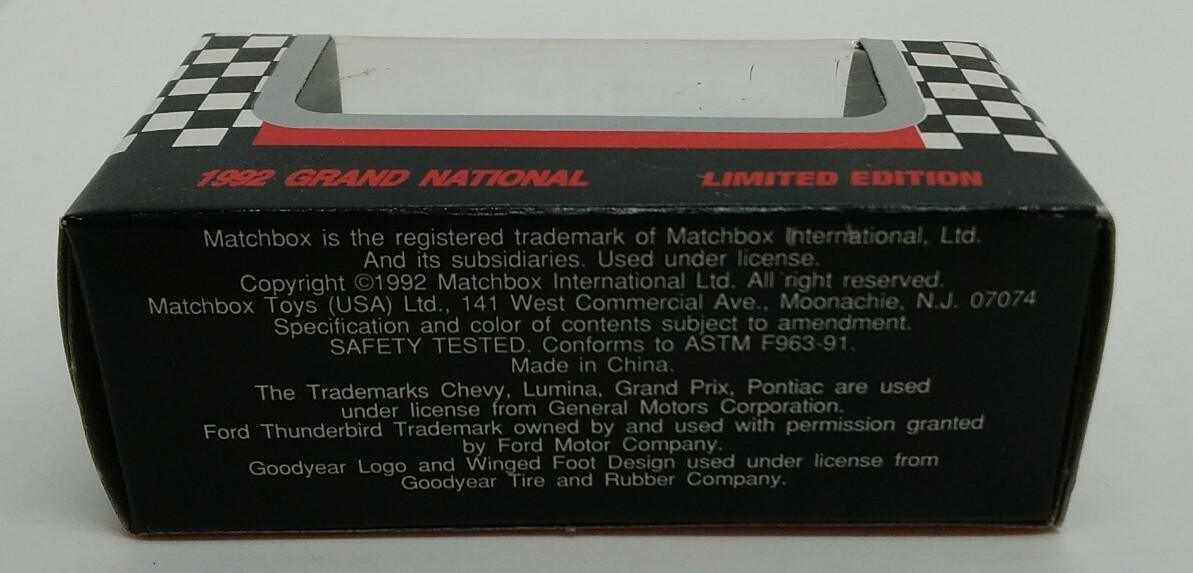 1992 GRAND NATIONAL LIMITED EDITION
Matchbox is the registered trademark of Matchbox International, Ltd.
And its subsidiaries. Used under license.
Copyright ©1992 Matchbox International Ltd. All right reserved.
Matchbox Toys (USA) Ltd., 141 West Commercial Ave., Moonachie, N.J. 07074
Specification and color of contents subject to amendment.
SAFETY TESTED. Conforms to ASTM F963-91.
Made in China.
The Trademarks Chevy, Lumina, Grand Prix, Pontiac are used
under license from General Motors Corporation.
Ford Thunderbird Trademark owned by and used with permission granted
by Ford Motor Company.
Goodyear Logo and Winged Foot Design used under license from
Goodyear Tire and Rubber Company.